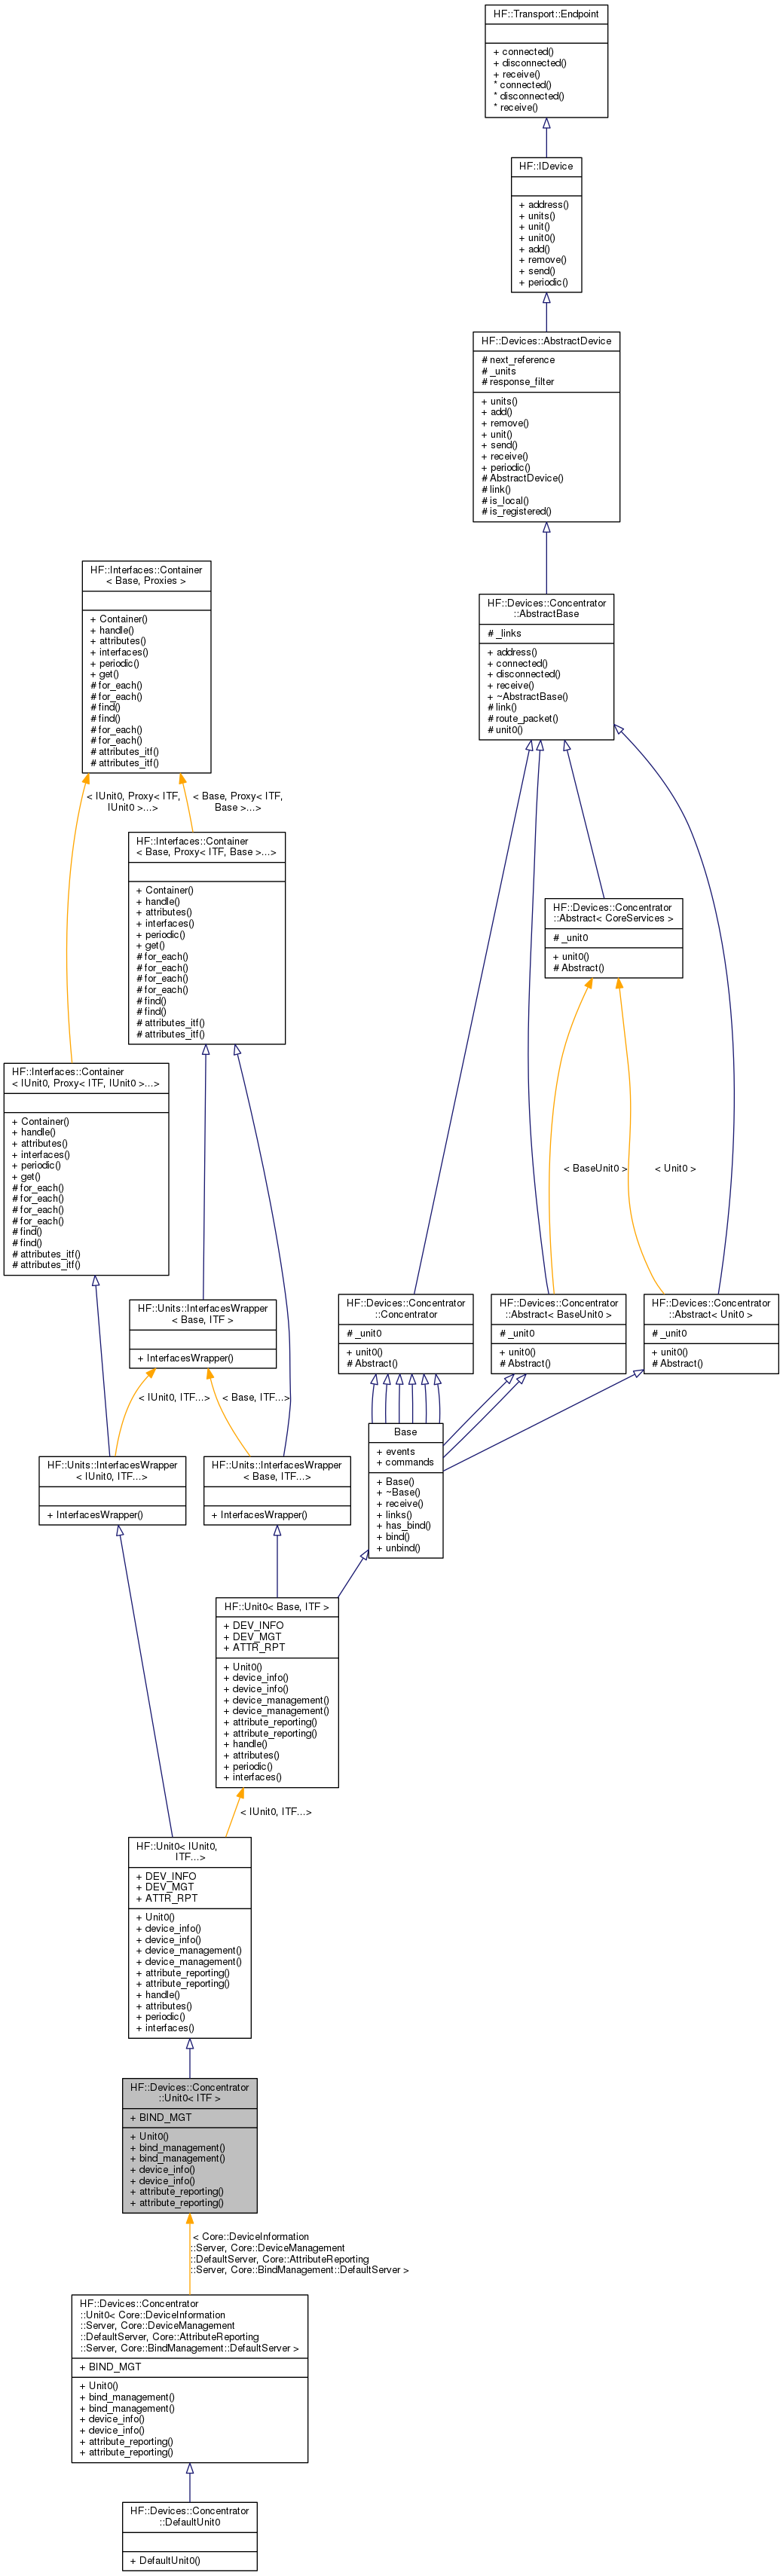 HF::Transport::Endpoint
+ connected()
+ disconnected()
+ receive()
* connected()
* disconnected()
* receive()
HF::IDevice
+ address()
+ units()
+ unit()
+ unit0()
+ add()
+ remove()
+ send()
+ periodic()
HF::Devices::AbstractDevice
# next_reference
# _units
# response_filter
+ units()
+ add()
+ remove()
+ unit()
+ send()
+ receive()
+ periodic()
# AbstractDevice()
# link()
# is_local()
# is_registered()
HF::Interfaces::Container
< Base, Proxies >
+ Container()
+ handle()
+ attributes()
+ interfaces()
+ periodic()
+ get()
# for_each()
# for_each()
# find()
# find()
# for_each()
# for_each()
# attributes_itf()
# attributes_itf()
HF::Devices::Concentrator
::AbstractBase
# _links
+ address()
+ connected()
+ disconnected()
+ receive()
+ ~AbstractBase()
# link()
# route_packet()
# unit0()
< IUnit0, Proxy< ITF,
IUnit0 >...>
< Base, Proxy< ITF,
Base >...>
HF::Interfaces::Container
< Base, Proxy< ITF, Base >...>
+ Container()
+ handle()
+ attributes()
+ interfaces()
+ periodic()
+ get()
# for_each()
# for_each()
# for_each()
# for_each()
# find()
# find()
# attributes_itf()
# attributes_itf()
HF::Devices::Concentrator
::Abstract< CoreServices >
# _unit0
+ unit0()
# Abstract()
HF::Interfaces::Container
< IUnit0, Proxy< ITF, IUnit0 >...>
+ Container()
+ handle()
+ attributes()
+ interfaces()
+ periodic()
+ get()
# for_each()
# for_each()
# for_each()
# for_each()
# find()
# find()
# attributes_itf()
# attributes_itf()
< BaseUnit0 >
< Unit0 >
HF::Units::InterfacesWrapper
< Base, ITF >
+ InterfacesWrapper()
HF::Devices::Concentrator
::Concentrator
# _unit0
+ unit0()
# Abstract()
HF::Devices::Concentrator
::Abstract< BaseUnit0 >
# _unit0
+ unit0()
# Abstract()
HF::Devices::Concentrator
::Abstract< Unit0 >
# _unit0
+ unit0()
# Abstract()
< IUnit0, ITF...>
< Base, ITF...>
HF::Units::InterfacesWrapper
< IUnit0, ITF...>
+ InterfacesWrapper()
HF::Units::InterfacesWrapper
< Base, ITF...>
+ InterfacesWrapper()
Base
+ events
+ commands
+ Base()
+ ~Base()
+ receive()
+ links()
+ has_bind()
+ bind()
+ unbind()
HF::Unit0< Base, ITF >
+ DEV_INFO
+ DEV_MGT
+ ATTR_RPT
+ Unit0()
+ device_info()
+ device_info()
+ device_management()
+ device_management()
+ attribute_reporting()
+ attribute_reporting()
+ handle()
+ attributes()
+ periodic()
+ interfaces()
< IUnit0, ITF...>
HF::Unit0< IUnit0,
ITF...>
+ DEV_INFO
+ DEV_MGT
+ ATTR_RPT
+ Unit0()
+ device_info()
+ device_info()
+ device_management()
+ device_management()
+ attribute_reporting()
+ attribute_reporting()
+ handle()
+ attributes()
+ periodic()
+ interfaces()
HF::Devices::Concentrator
::Unit0< ITF >
+ BIND_MGT
+ Unit0()
+ bind_management()
+ bind_management()
+ device_info()
+ device_info()
+ attribute_reporting()
+ attribute_reporting()
< Core::DeviceInformation
::Server, Core::DeviceManagement
::DefaultServer, Core::AttributeReporting
::Server, Core::BindManagement::DefaultServer >
HF::Devices::Concentrator
::Unit0< Core::DeviceInformation
::Server, Core::DeviceManagement
::DefaultServer, Core::AttributeReporting
::Server, Core::BindManagement::DefaultServer >
+ BIND_MGT
+ Unit0()
+ bind_management()
+ bind_management()
+ device_info()
+ device_info()
+ attribute_reporting()
+ attribute_reporting()
HF::Devices::Concentrator
::DefaultUnit0
+ DefaultUnit0()